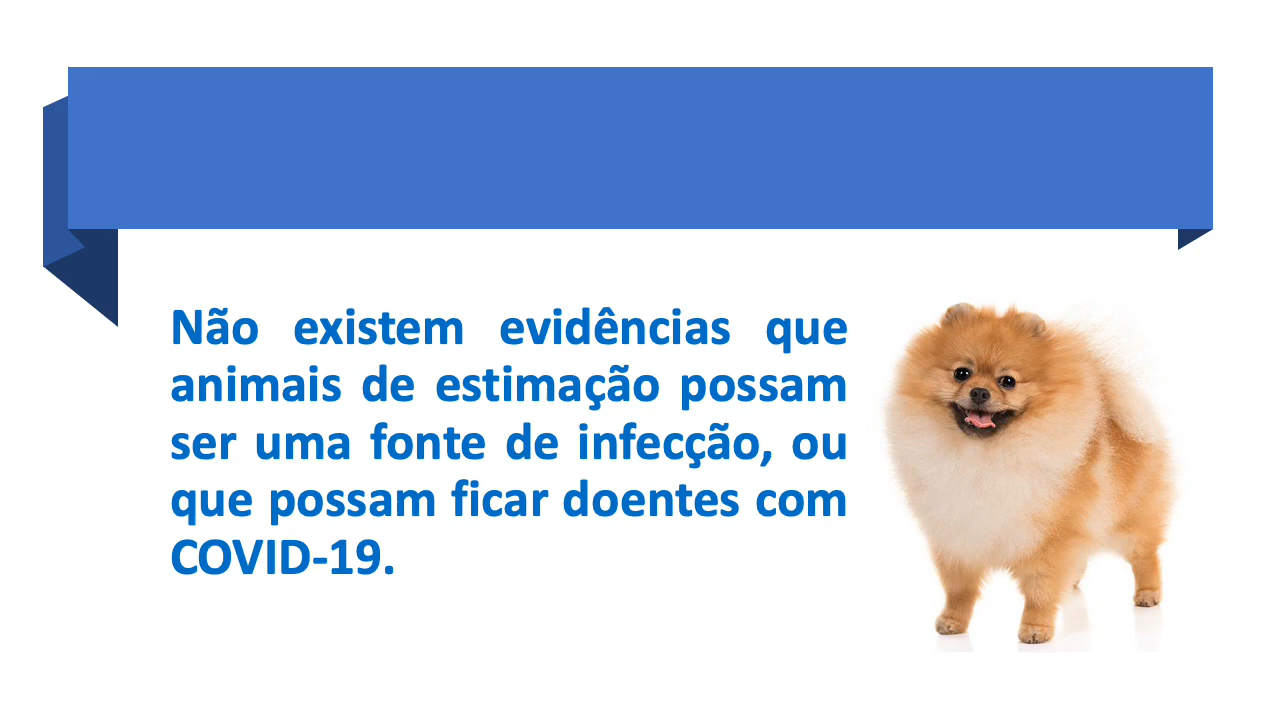 Não existem evidências que
animais de estimação possam
ser uma fonte de infecção, ou
que possam ficar doentes com
COVID-19.